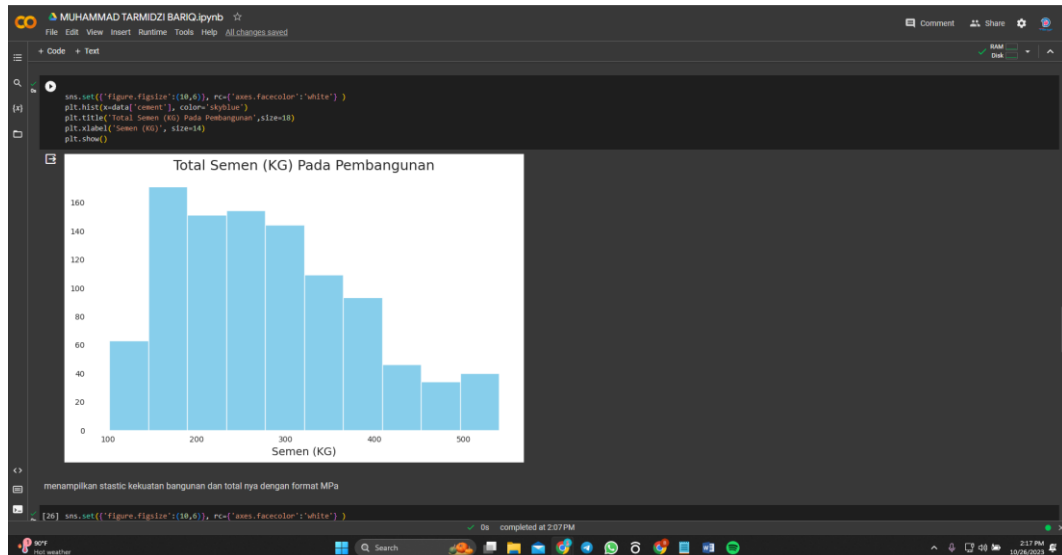 MUHAMMAD TARMIDZI BARIQ.ipynb
Comment
Share
File Edit View Insert Runtime Tools Help All changes saved
+ Code + Text
RAM
Disk
{x}
0s
sns.set({'figure.figsize':(10,6)}, rc={'axes.facecolor':'white'} )
plt.hist(x=data['cement'], color='skyblue')
plt.title('Total Semen (KG) Pada Pembangunan',size=18)
plt.xlabel('Semen (KG)', size=14)
plt.show()
Total Semen (KG) Pada Pembangunan
160
140
120
100
80
60
40
20
0
100 200 300 400 500
Semen (KG)
menampilkan stastic kekuatan bangunan dan total nya dengan format MPa
[26] sns.set({'figure.figsize':(10,6)}, rc={'axes.facecolor':'white'} )
0s completed at 2:07 PM
90°F
Hot weather
Search
2:17 PM
10/26/2023